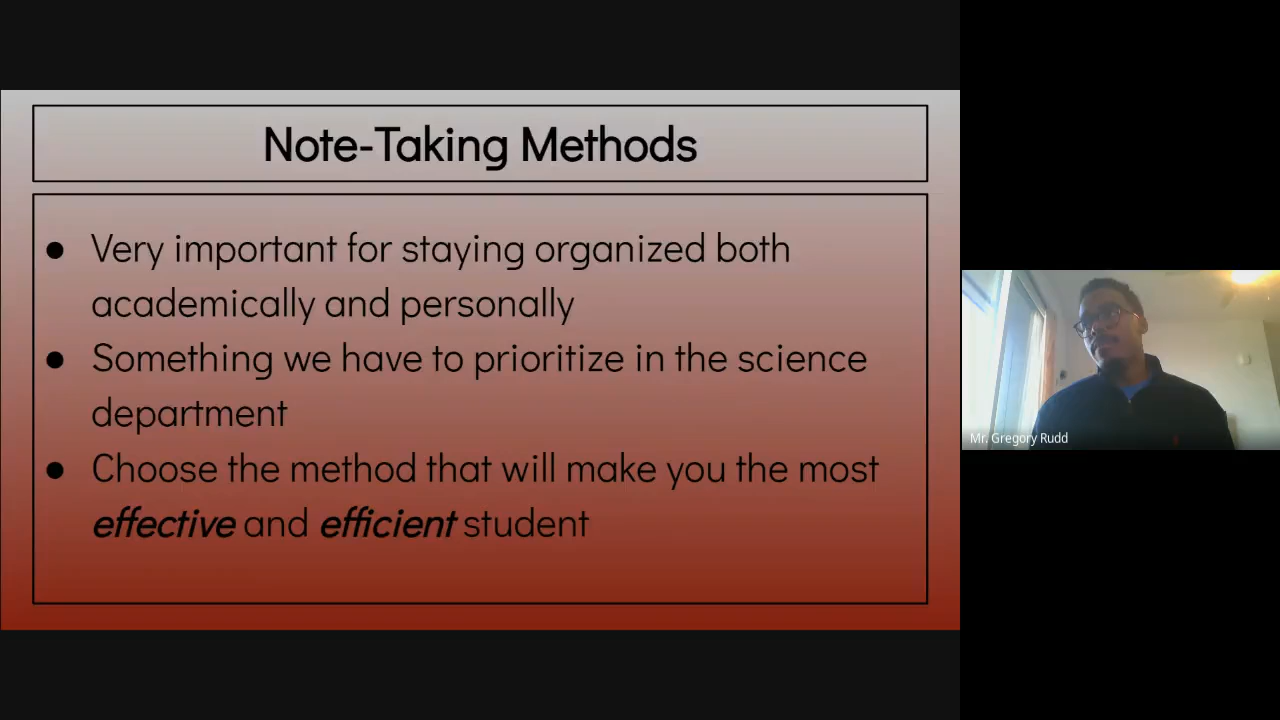 Note-Taking Methods
● Very important for staying organized both
academically and personally
● Something we have to prioritize in the science
department
● Choose the method that will make you the most
effective and efficient student
Mr. Gregory Rudd